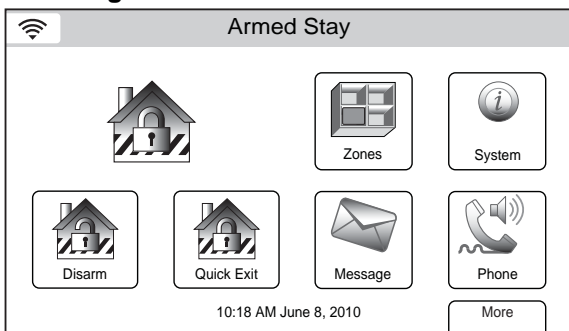 Armed Stay
Zones
System
Disarm
Quick Exit
Message
Phone
10:18 AM June 8, 2010
More